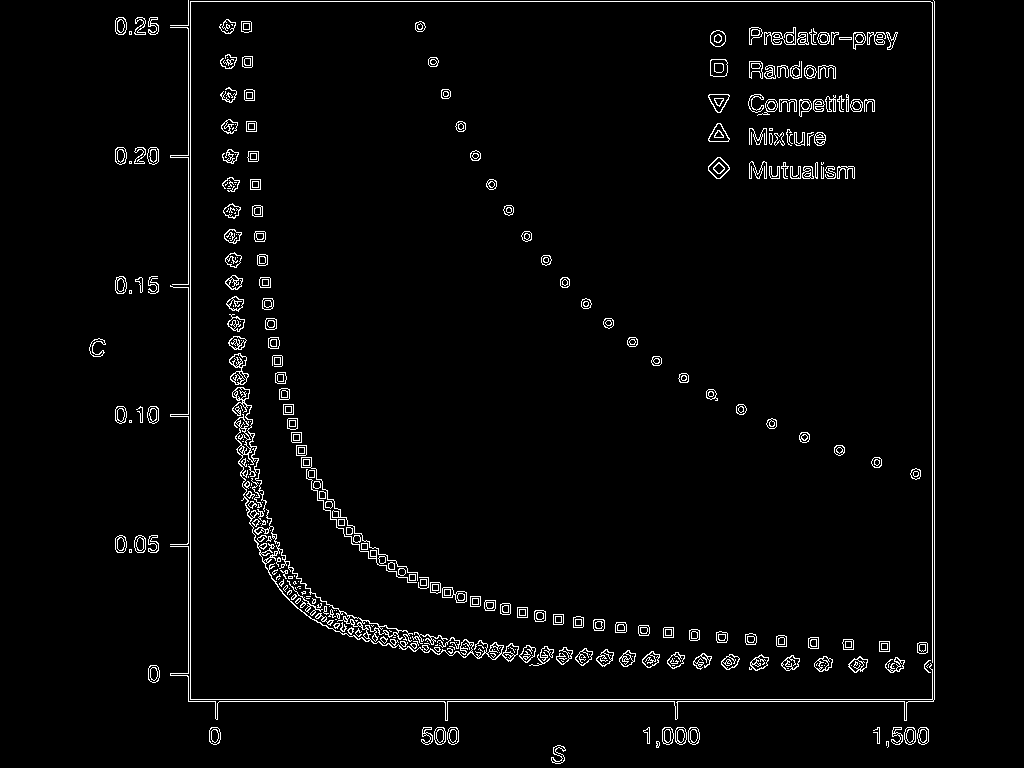 0.25
Predator–prey
Random
Competition
Mixture
0.20
Mutualism
0.15
C
0.10
0.05
0
0 500 1,000 1,500
S